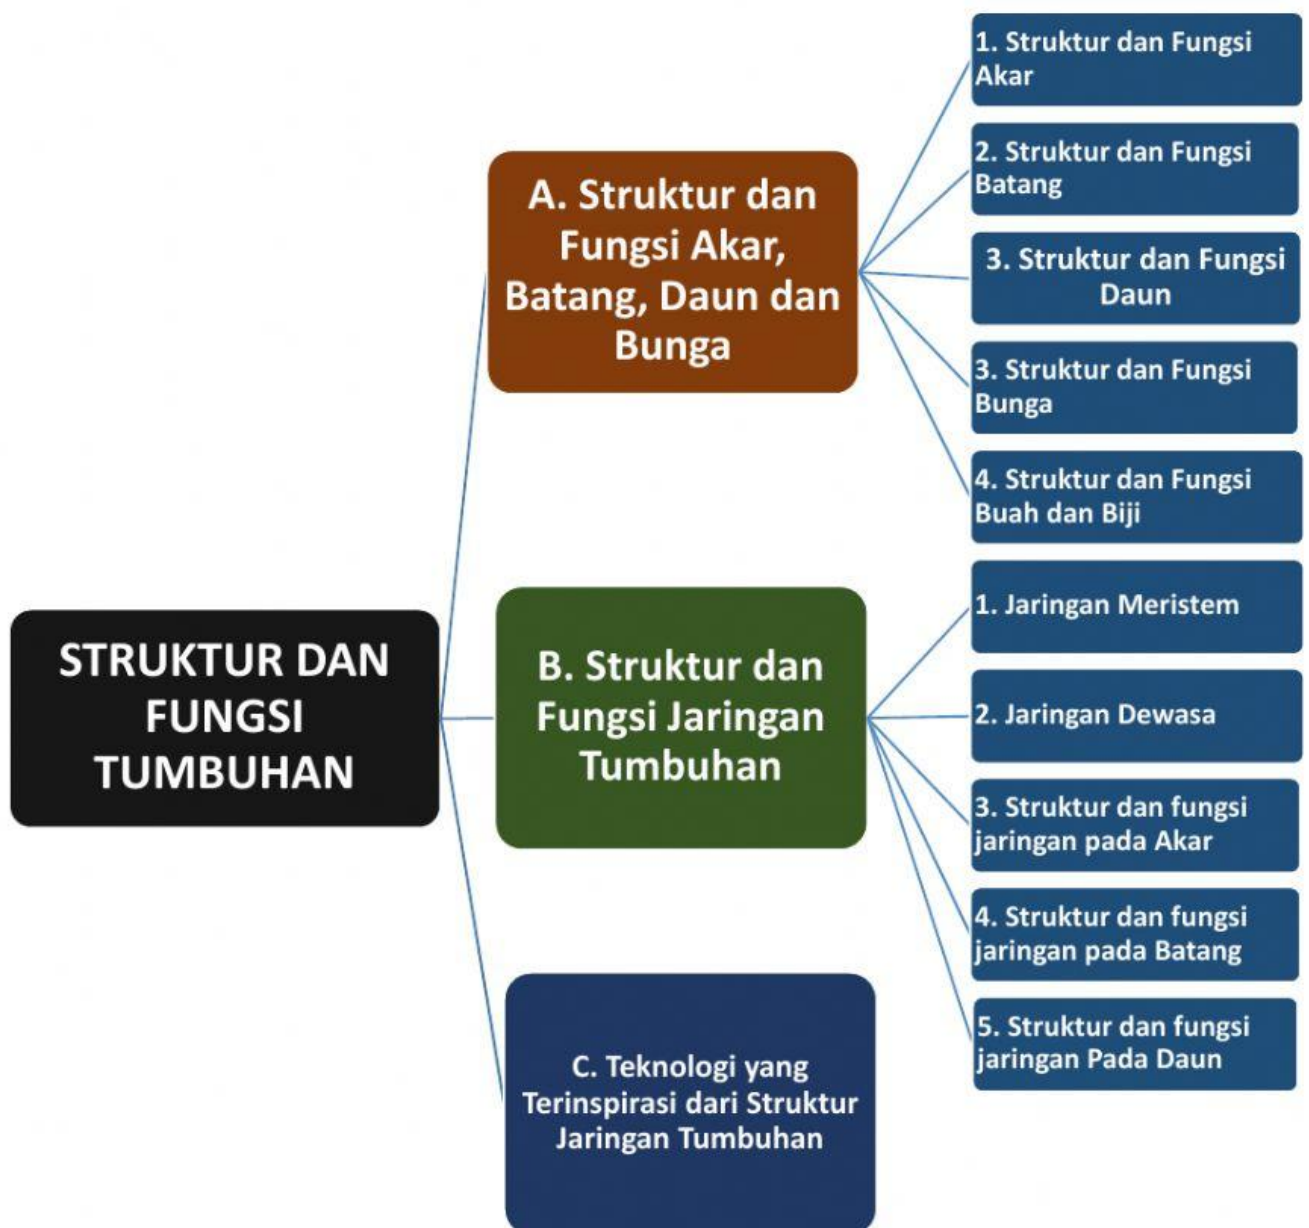 STRUKTUR DAN
FUNGSI
TUMBUHAN
A. Struktur dan
Fungsi Akar,
Batang, Daun dan
Bunga
1. Struktur dan Fungsi
Akar
2. Struktur dan Fungsi
Batang
3. Struktur dan Fungsi
Daun
3. Struktur dan Fungsi
Bunga
4. Struktur dan Fungsi
Buah dan Biji
B. Struktur dan
Fungsi Jaringan
Tumbuhan
1. Jaringan Meristem
2. Jaringan Dewasa
3. Struktur dan fungsi
jaringan pada Akar
4. Struktur dan fungsi
jaringan pada Batang
5. Struktur dan fungsi
jaringan Pada Daun
C. Teknologi yang
Terinspirasi dari Struktur
Jaringan Tumbuhan